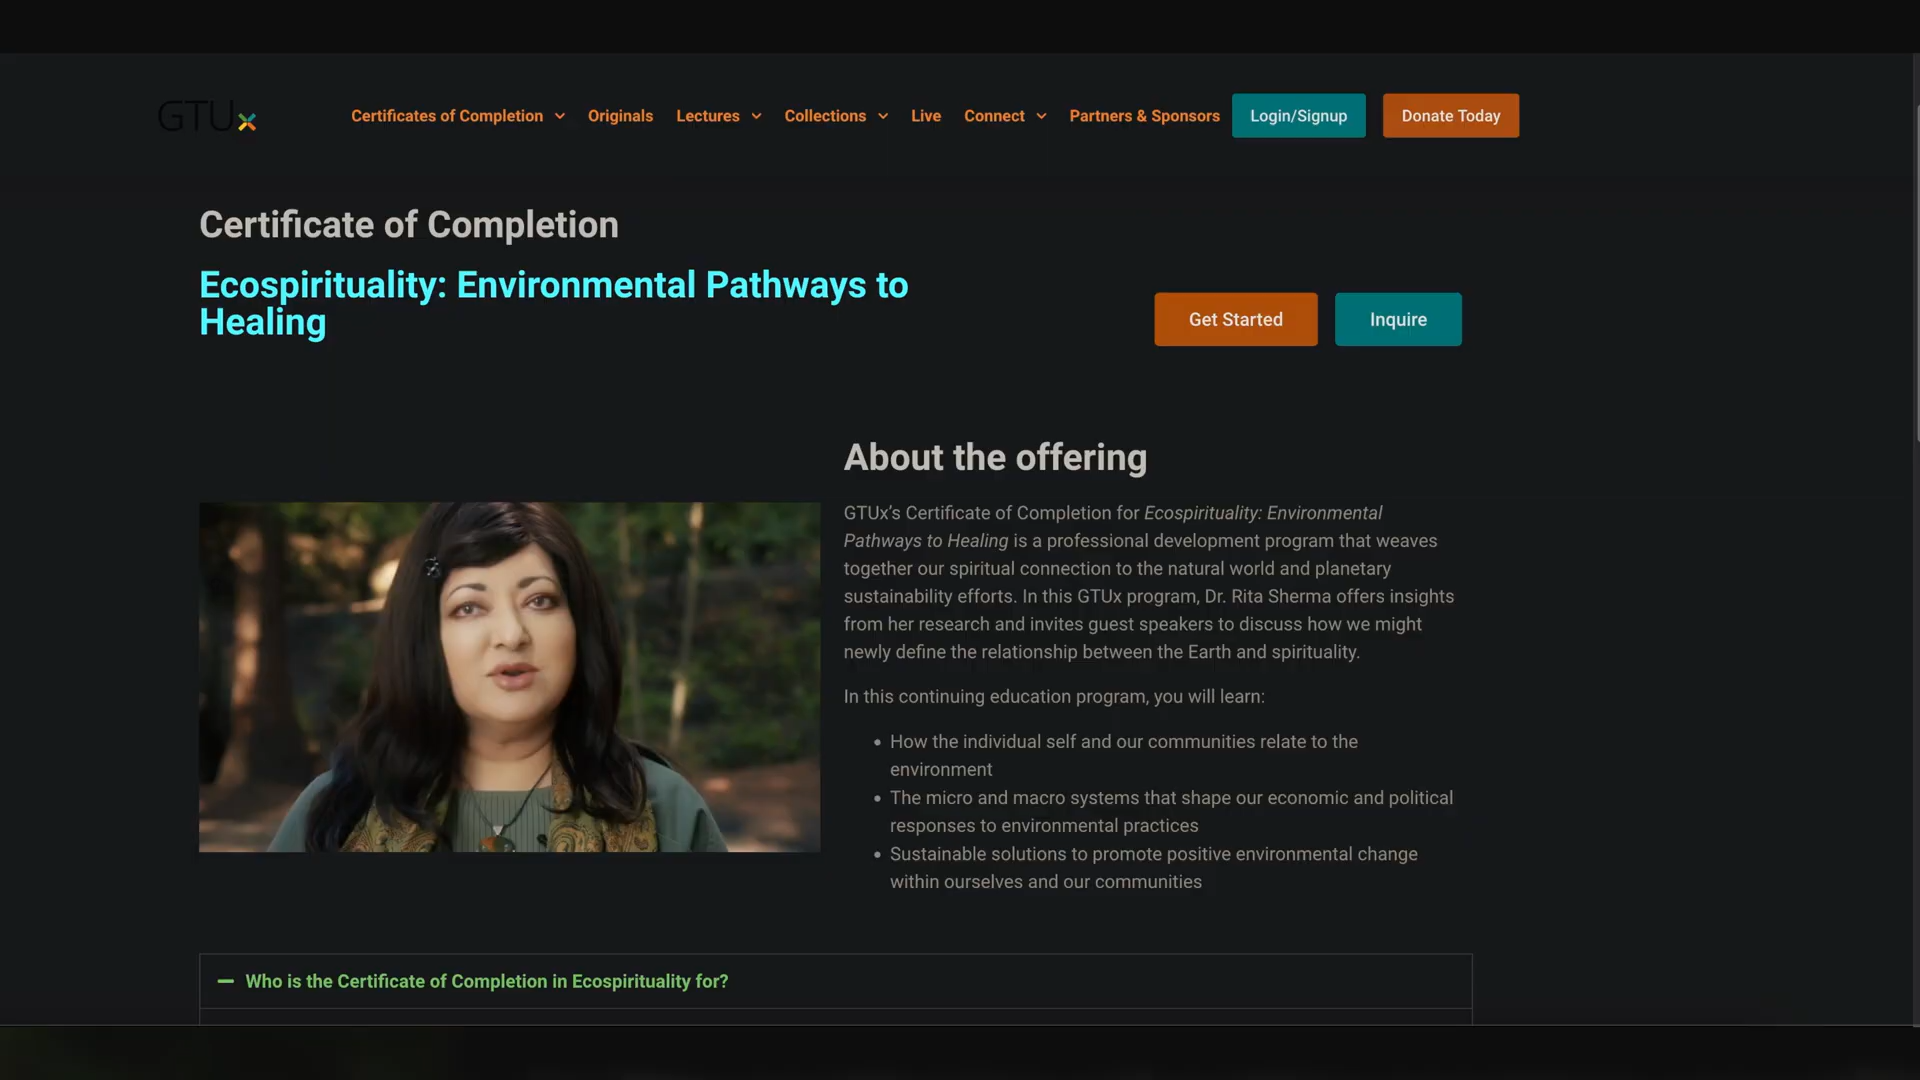 GTUx
Certificates of Completion Originals Lectures Collections Live Connect Partners & Sponsors Login/Signup Donate Today
Certificate of Completion
Ecospirituality: Environmental Pathways to
Healing
Get Started Inquire
About the offering
GTUx’s Certificate of Completion for Ecospirituality: Environmental
Pathways to Healing is a professional development program that weaves
together our spiritual connection to the natural world and planetary
sustainability efforts. In this GTUx program, Dr. Rita Sherma offers insights
from her research and invites guest speakers to discuss how we might
newly define the relationship between the Earth and spirituality.
In this continuing education program, you will learn:
• How the individual self and our communities relate to the
environment
• The micro and macro systems that shape our economic and political
responses to environmental practices
• Sustainable solutions to promote positive environmental change
within ourselves and our communities
Who is the Certificate of Completion in Ecospirituality for?